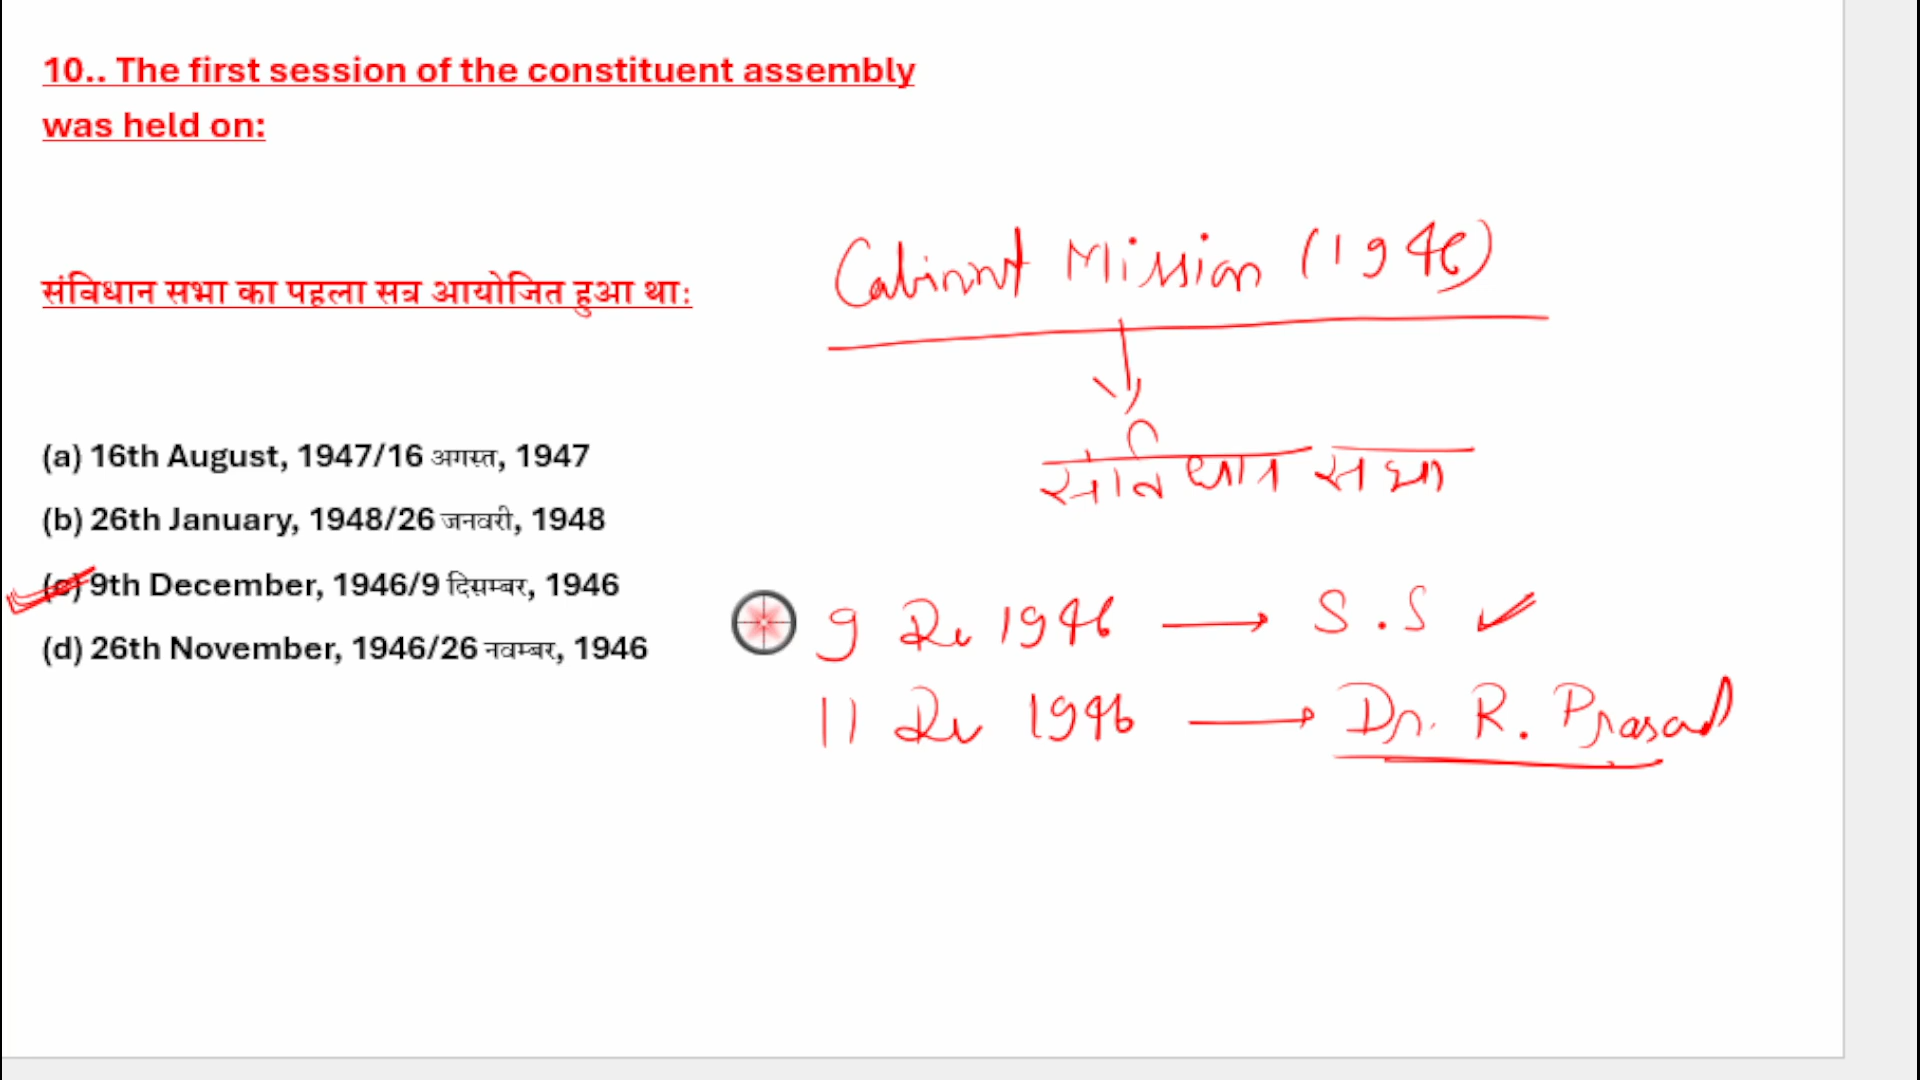 10.. The first session of the constituent assembly
was held on:
संविधान सभा का पहला सत्र आयोजित हुआ था:
(a) 16th August, 1947/16 अगस्त, 1947
(b) 26th January, 1948/26 जनवरी, 1948
(c) 9th December, 1946/9 दिसम्बर, 1946
(d) 26th November, 1946/26 नवम्बर, 1946
Cabinet Mission (1946)
संविधान सभा
9 De 1946 → S.S ✓
11 De 1946 → Dr. R. Prasad